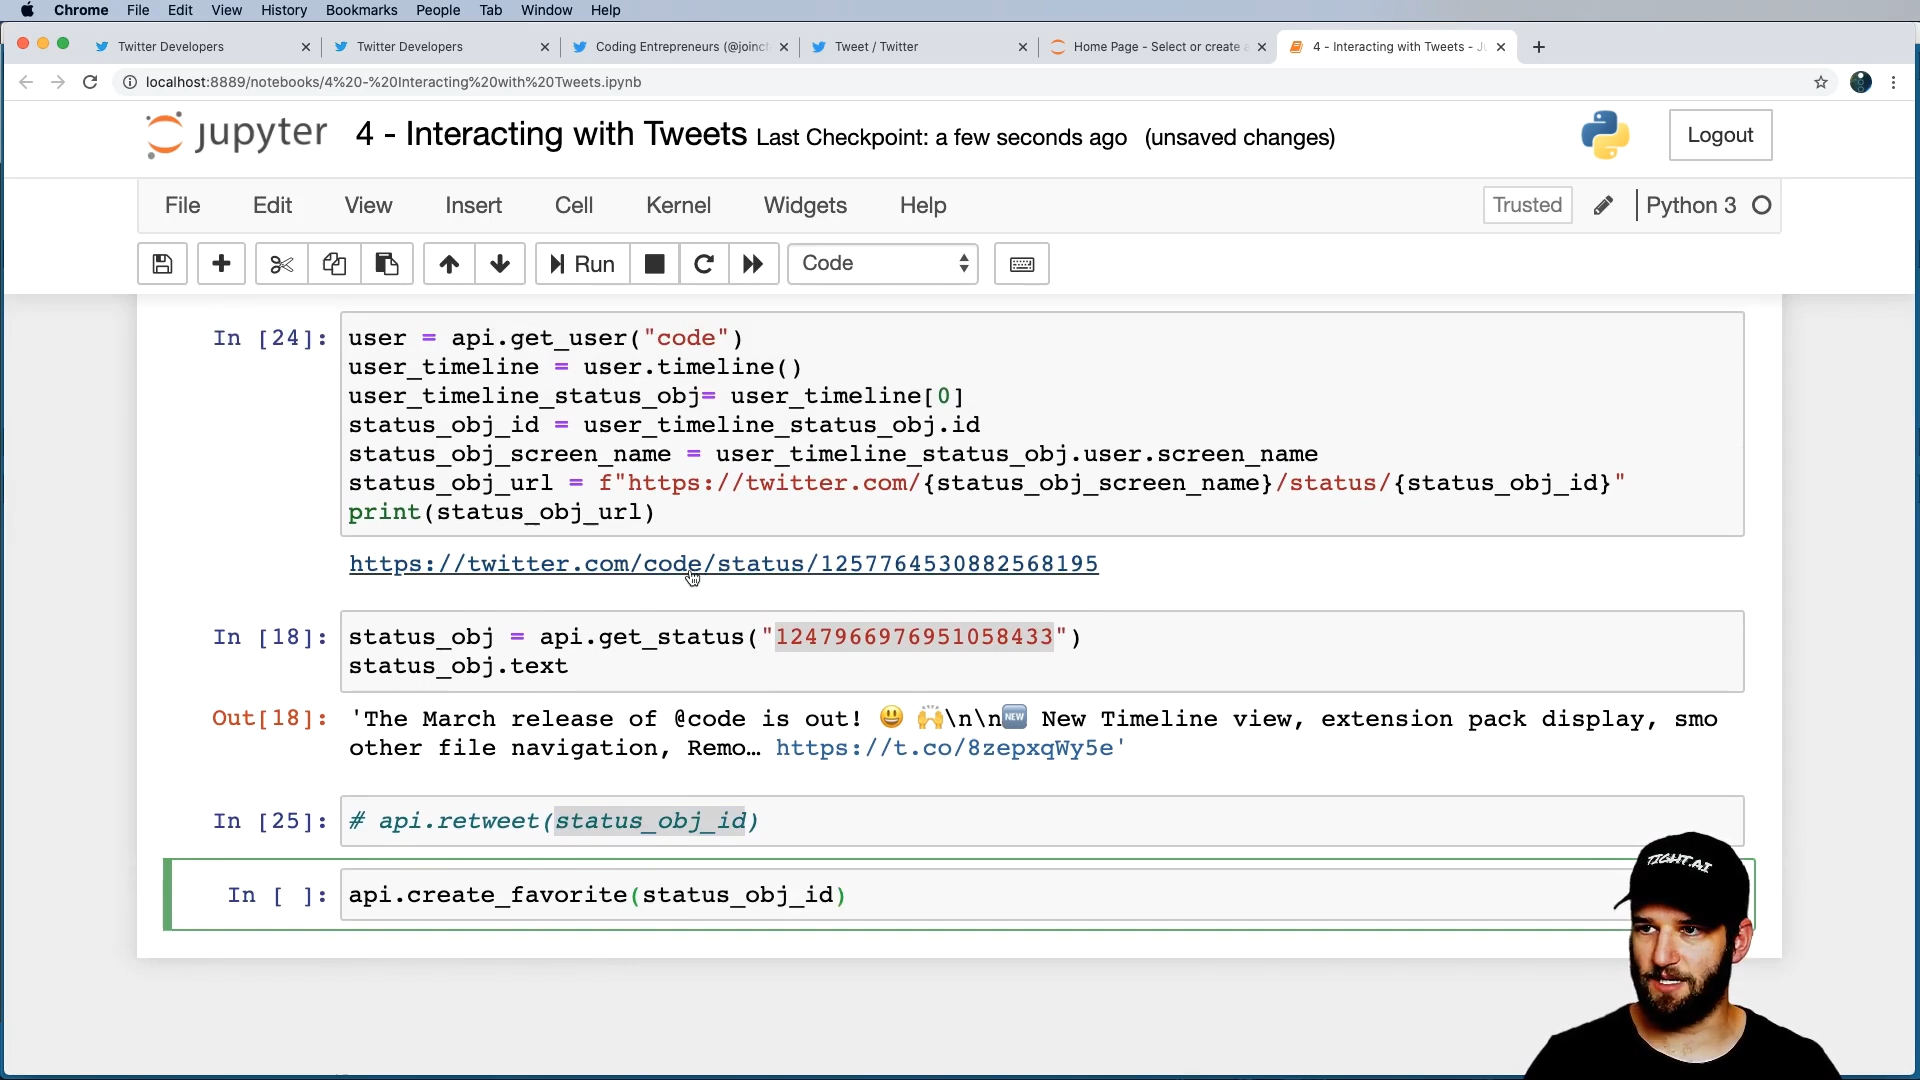 Chrome File Edit View History Bookmarks People Tab Window Help
Twitter Developers
Twitter Developers
Coding Entrepreneurs (@joinc
Tweet / Twitter
Home Page - Select or create a
4 - Interacting with Tweets - Ju
localhost:8889/notebooks/4%20-%20Interacting%20with%20Tweets.ipynb
jupyter 4 - Interacting with Tweets Last Checkpoint: a few seconds ago (unsaved changes)
Logout
File Edit View Insert Cell Kernel Widgets Help
Trusted Python 3
Run Code
In [24]: user = api.get_user("code")
user_timeline = user.timeline()
user_timeline_status_obj= user_timeline[0]
status_obj_id = user_timeline_status_obj.id
status_obj_screen_name = user_timeline_status_obj.user.screen_name
status_obj_url = f"https://twitter.com/{status_obj_screen_name}/status/{status_obj_id}"
print(status_obj_url)
https://twitter.com/code/status/1257764530882568195
In [18]: status_obj = api.get_status("1247966976951058433")
status_obj.text
Out[18]: 'The March release of @code is out! 😃 🙌\n\n🆕 New Timeline view, extension pack display, smo
other file navigation, Remo… https://t.co/8zepxqWy5e'
In [25]: # api.retweet(status_obj_id)
In [ ]: api.create_favorite(status_obj_id)
TIGHT.AI